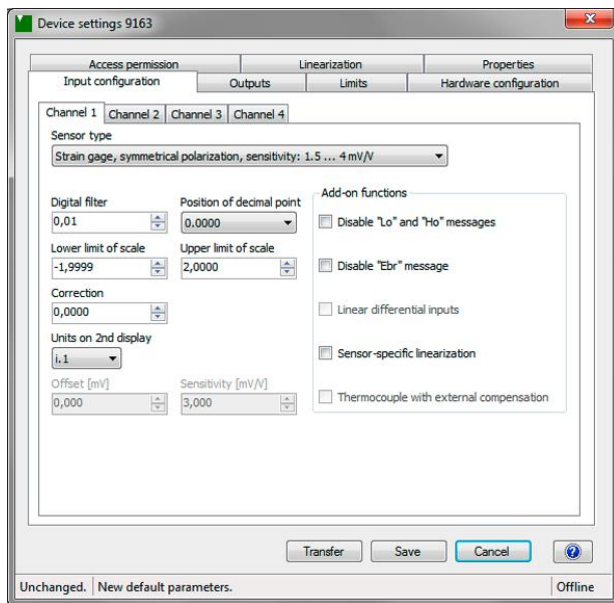 Device settings 9163
Access permission Linearization Properties
Input configuration Outputs Limits Hardware configuration
Channel 1 Channel 2 Channel 3 Channel 4
Sensor type
Strain gage, symmetrical polarization, sensitivity: 1.5 ... 4 mV/V
Add-on functions
Digital filter Position of decimal point
0,01 0.0000
Disable "Lo" and "Ho" messages
Lower limit of scale Upper limit of scale
-1,9999 2,0000
Disable "Ebr" message
Correction
0,0000
Linear differential inputs
Units on 2nd display
i.1
Sensor-specific linearization
Offset [mV] Sensitivity [mV/V]
0,000 3,000
Thermocouple with external compensation
Transfer Save Cancel ?
Unchanged. New default parameters. Offline